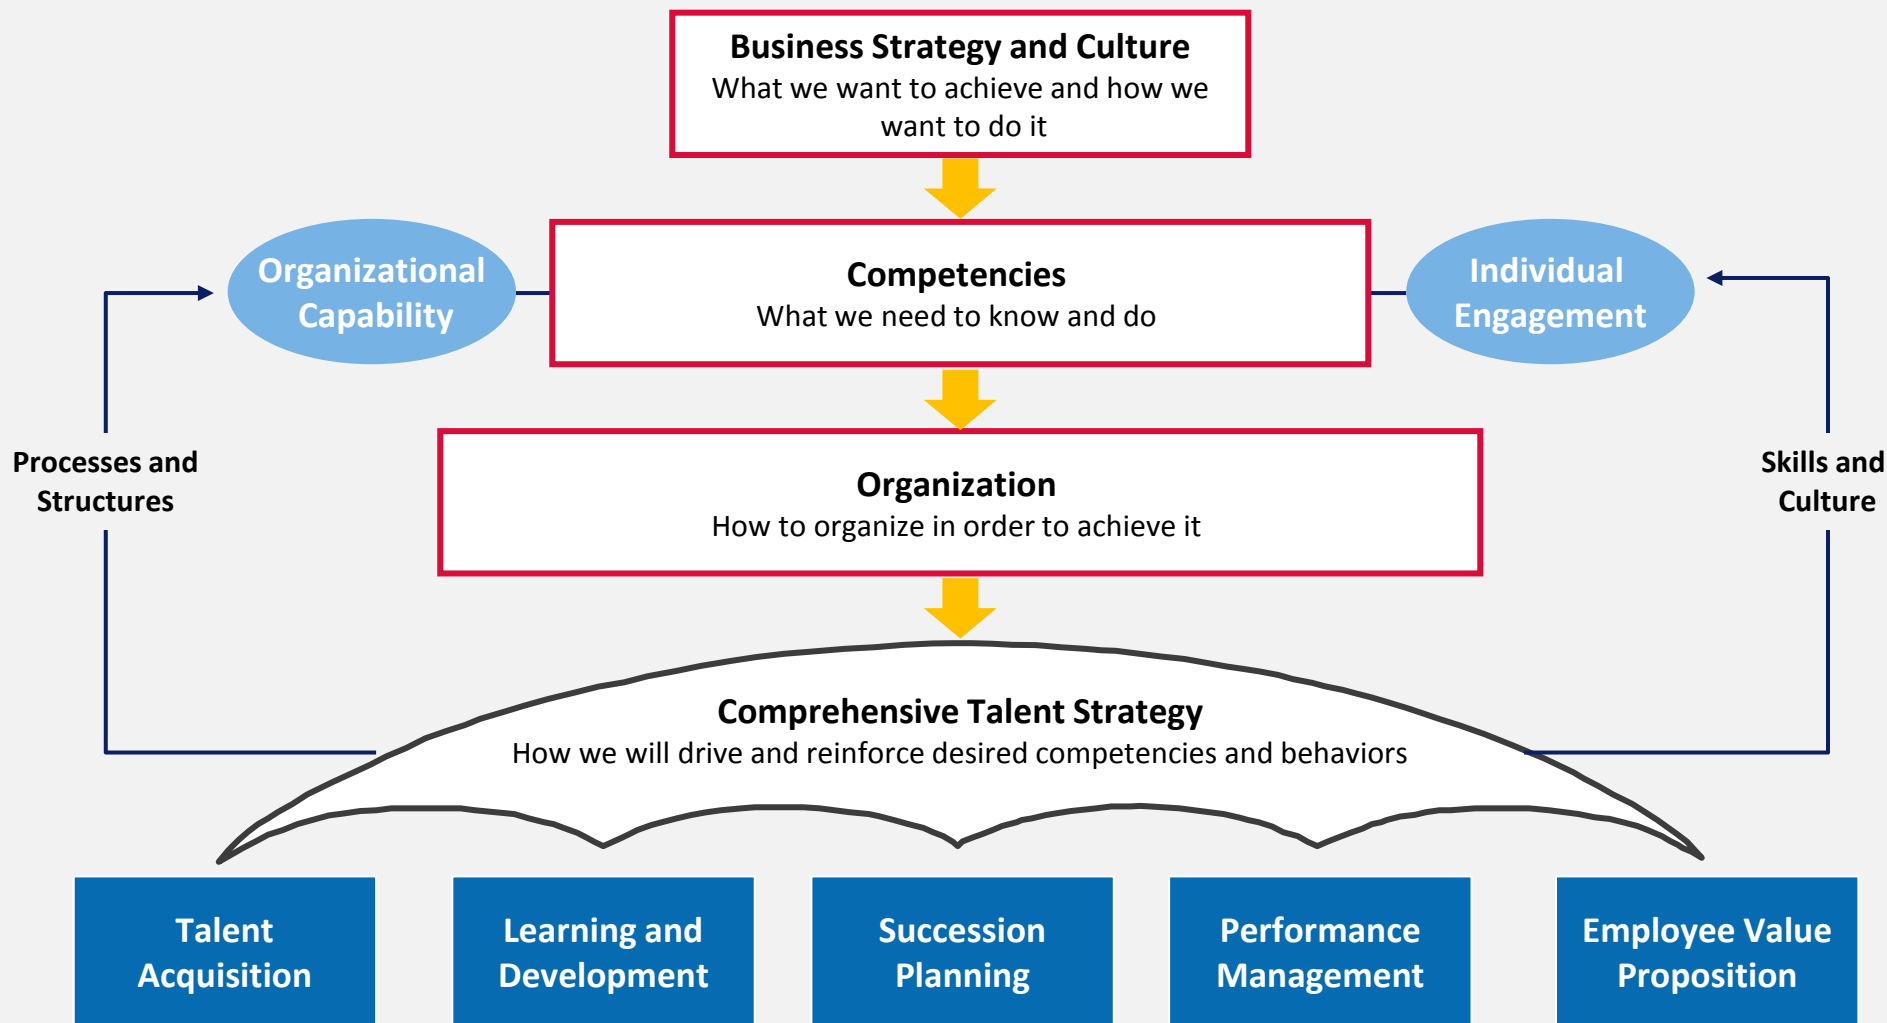 Business Strategy and Culture
What we want to achieve and how we
want to do it
Organizational
Capability
Competencies
What we need to know and do
Individual
Engagement
Processes and
Structures
Organization
How to organize in order to achieve it
Skills and
Culture
Comprehensive Talent Strategy
How we will drive and reinforce desired competencies and behaviors
Talent
Acquisition
Learning and
Development
Succession
Planning
Performance
Management
Employee Value
Proposition